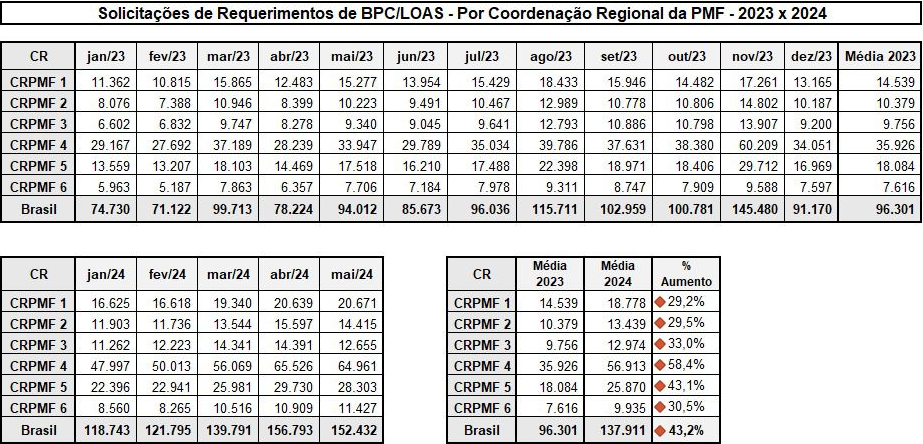 Solicitações de Requerimentos de BPC/LOAS - Por Coordenação Regional da PMF - 2023 x 2024
CR jan/23 fev/23 mar/23 abr/23 mai/23 jun/23 jul/23 ago/23 set/23 out/23 nov/23 dez/23 Média 2023
CRPMF 1 11.362 10.815 15.865 12.483 15.277 13.954 15.429 18.433 15.946 14.482 17.261 13.165 14.539
CRPMF 2 8.076 7.388 10.946 8.399 10.223 9.491 10.467 12.989 10.778 10.806 14.802 10.187 10.379
CRPMF 3 6.602 6.832 9.747 8.278 9.340 9.045 9.641 12.793 10.886 10.798 13.907 9.200 9.756
CRPMF 4 29.167 27.692 37.189 28.239 33.947 29.789 35.034 39.786 37.631 38.380 60.209 34.051 35.926
CRPMF 5 13.559 13.207 18.103 14.469 17.518 16.210 17.488 22.398 18.971 18.406 29.712 16.969 18.084
CRPMF 6 5.963 5.187 7.863 6.357 7.706 7.184 7.978 9.311 8.747 7.909 9.588 7.597 7.616
Brasil 74.730 71.122 99.713 78.224 94.012 85.673 96.036 115.711 102.959 100.781 145.480 91.170 96.301
CR jan/24 fev/24 mar/24 abr/24 mai/24
CRPMF 1 16.625 16.618 19.340 20.639 20.671
CRPMF 2 11.903 11.736 13.544 15.597 14.415
CRPMF 3 11.262 12.223 14.341 14.391 12.655
CRPMF 4 47.997 50.013 56.069 65.526 64.961
CRPMF 5 22.396 22.941 25.981 29.730 28.303
CRPMF 6 8.560 8.265 10.516 10.909 11.427
Brasil 118.743 121.795 139.791 156.793 152.432
CR Média 2023 Média 2024 % Aumento
CRPMF 1 14.539 18.778 29,2%
CRPMF 2 10.379 13.439 29,5%
CRPMF 3 9.756 12.974 33,0%
CRPMF 4 35.926 56.913 58,4%
CRPMF 5 18.084 25.870 43,1%
CRPMF 6 7.616 9.935 30,5%
Brasil 96.301 137.911 43,2%